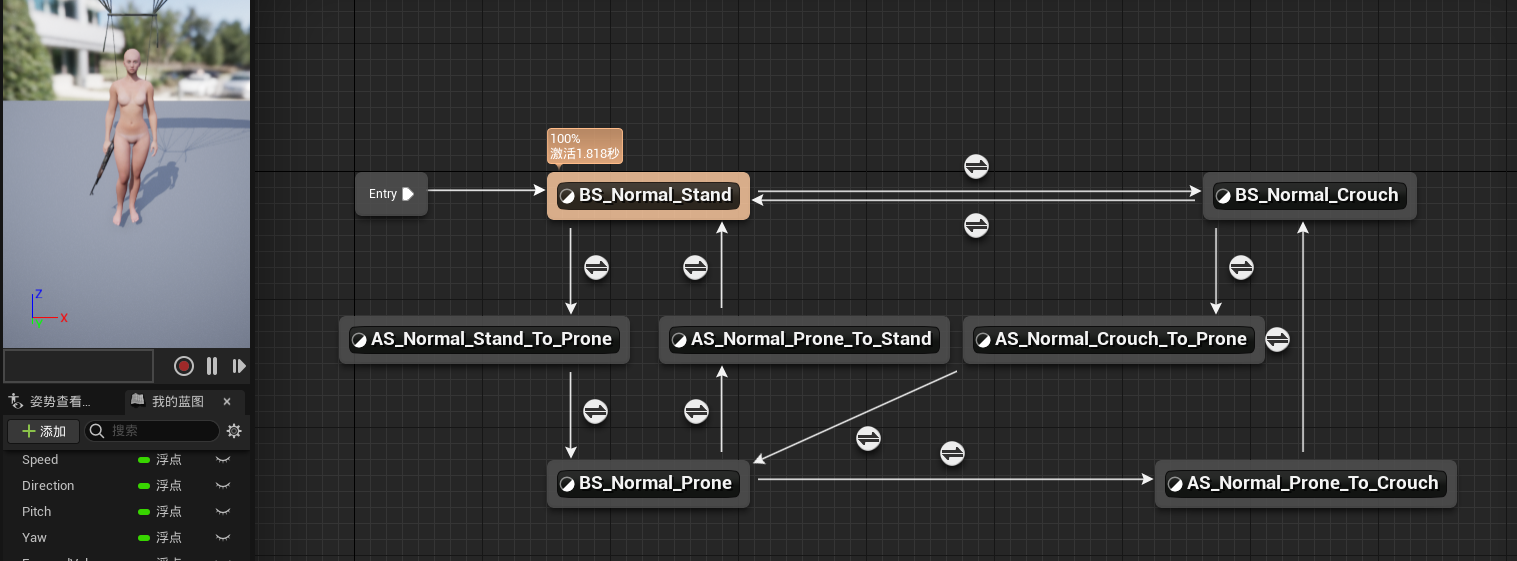 100%
激活1.818秒
Entry
BS_Normal_Stand
BS_Normal_Crouch
AS_Normal_Stand_To_Prone
AS_Normal_Prone_To_Stand
AS_Normal_Crouch_To_Prone
BS_Normal_Prone
AS_Normal_Prone_To_Crouch
Z
X
姿势查看...
我的蓝图
添加
搜索
Speed 浮点
Direction 浮点
Pitch 浮点
Yaw 浮点